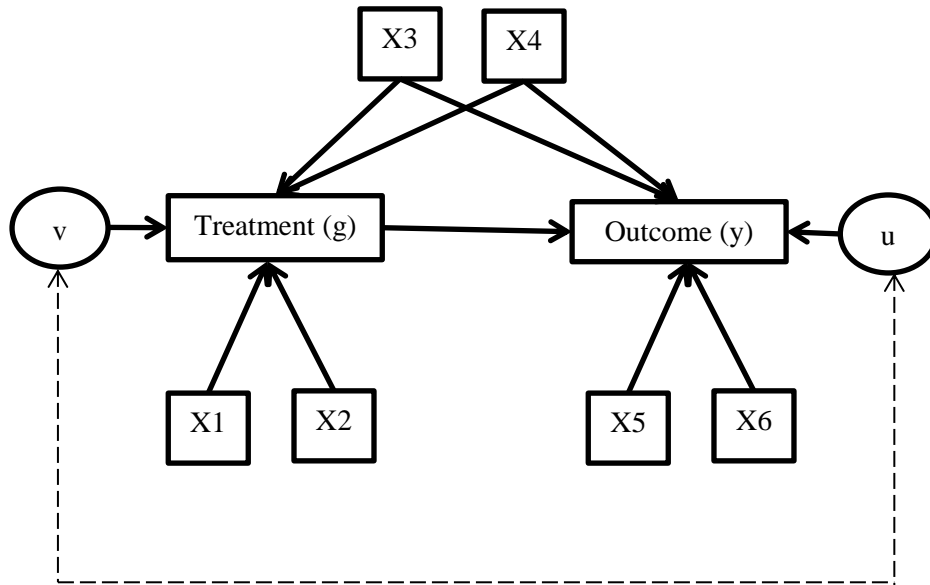 X3
X4
v
Treatment (g)
Outcome (y)
u
X1
X2
X5
X6